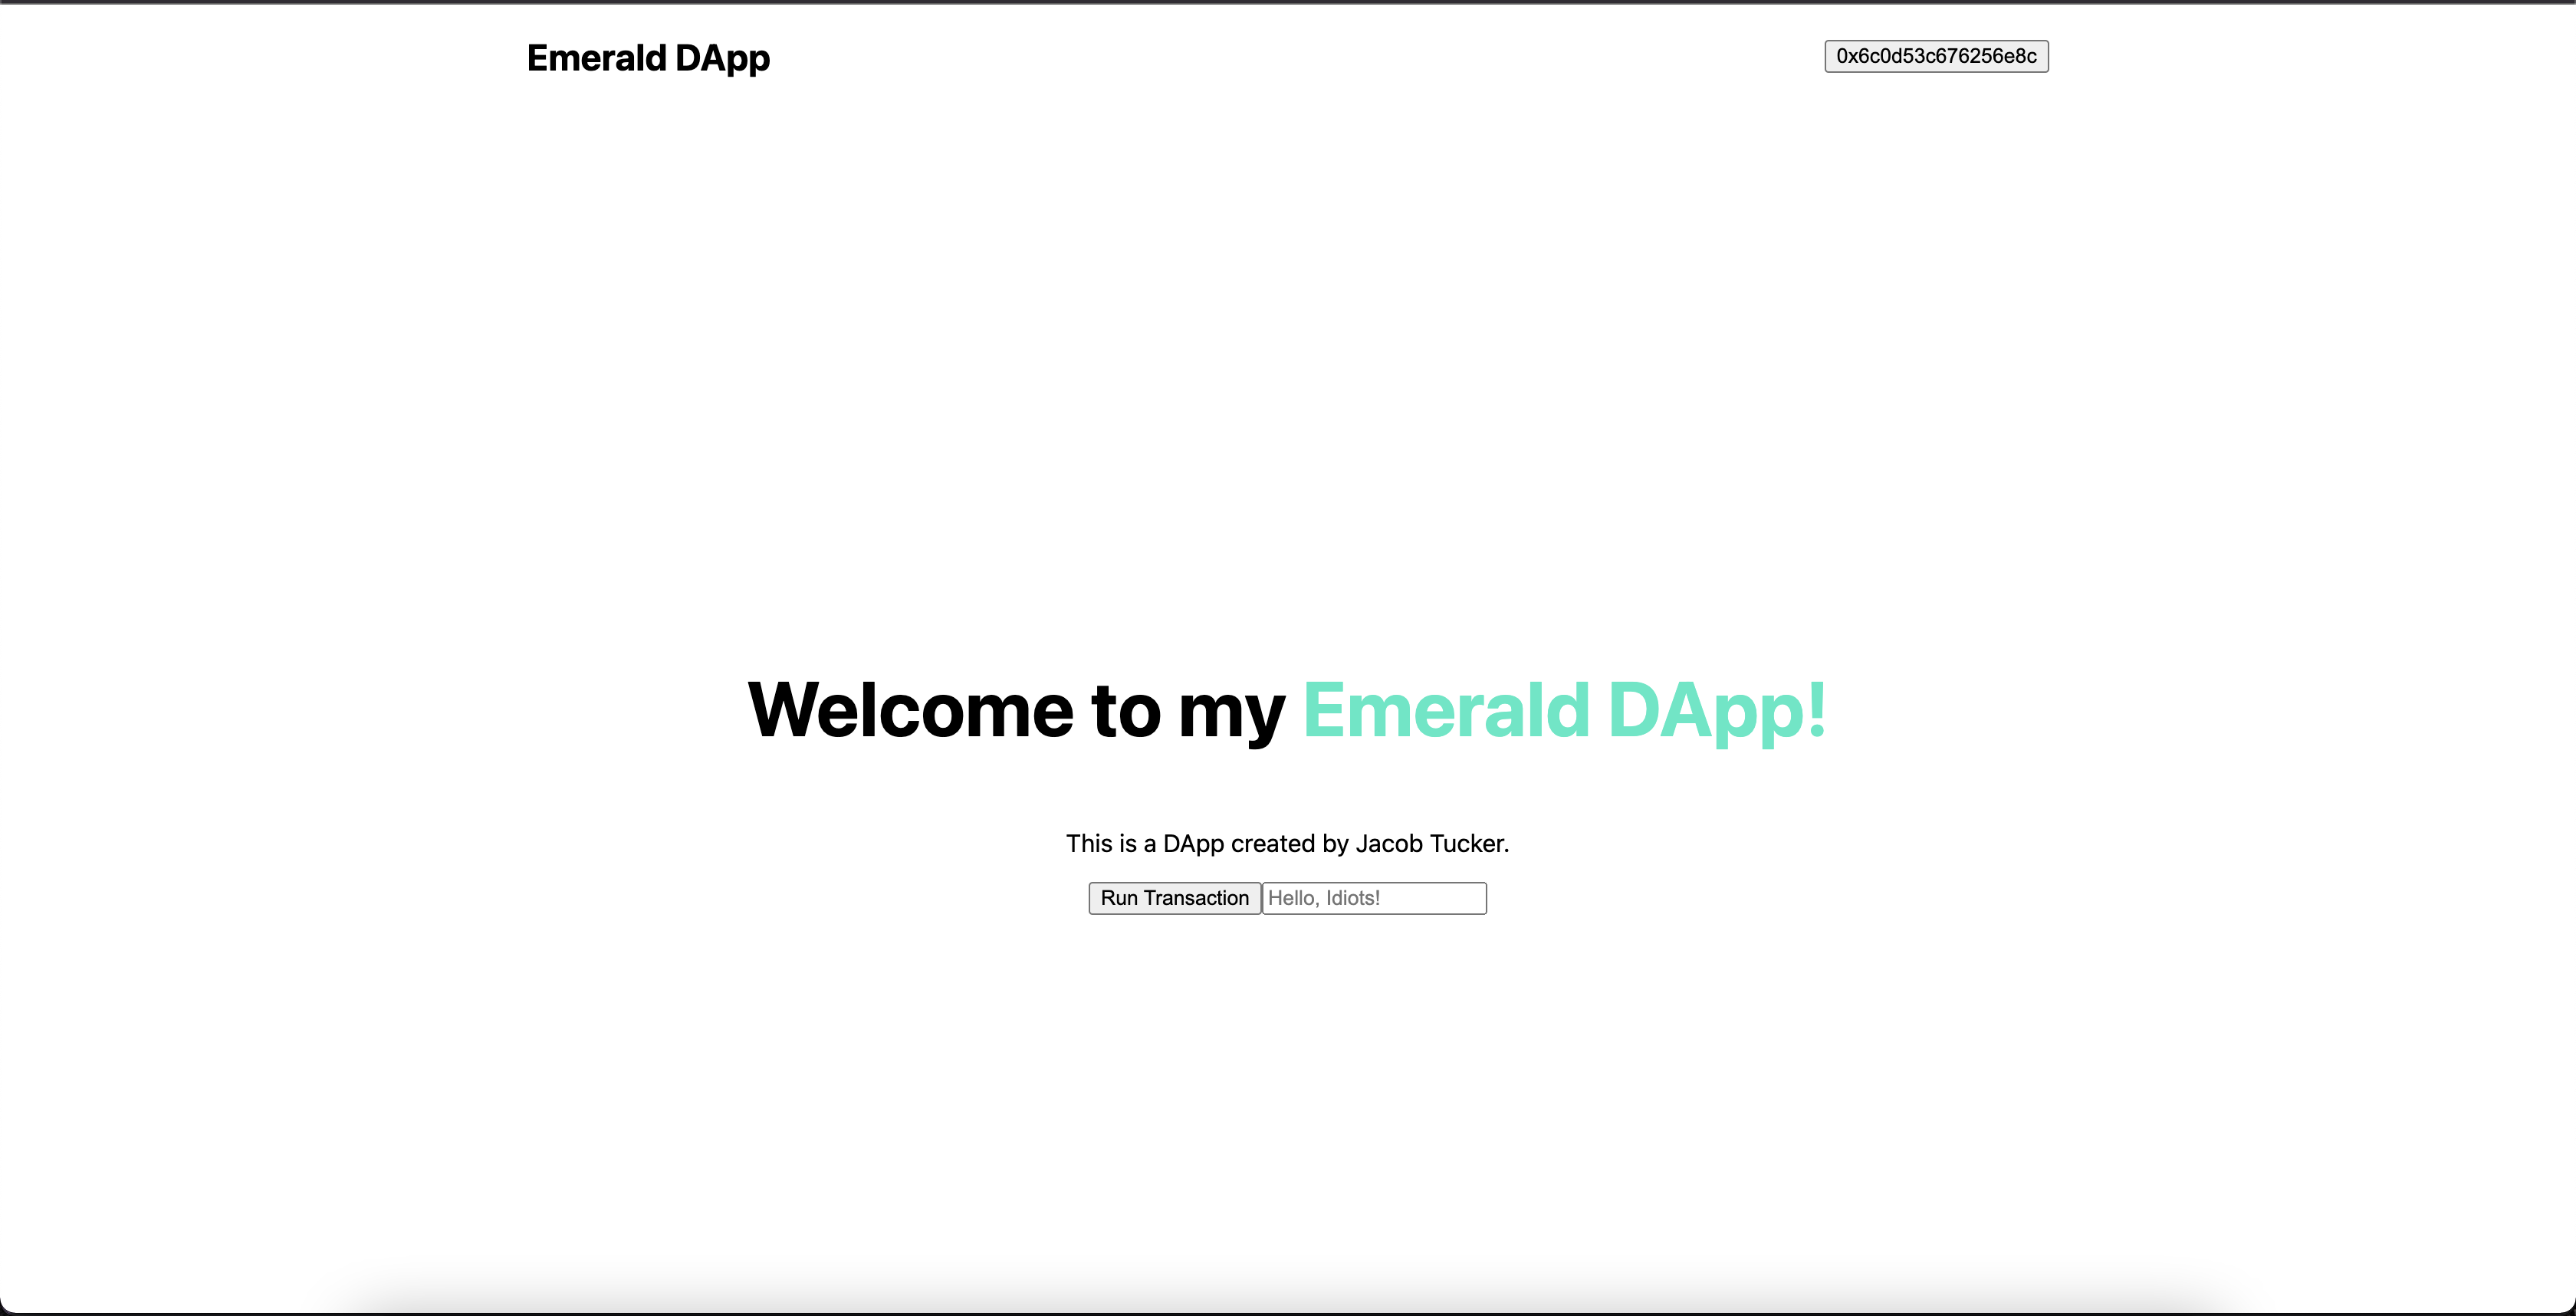 Emerald DApp
0x6c0d53c676256e8c
Welcome to my Emerald DApp!
This is a DApp created by Jacob Tucker.
Run Transaction
Hello, Idiots!